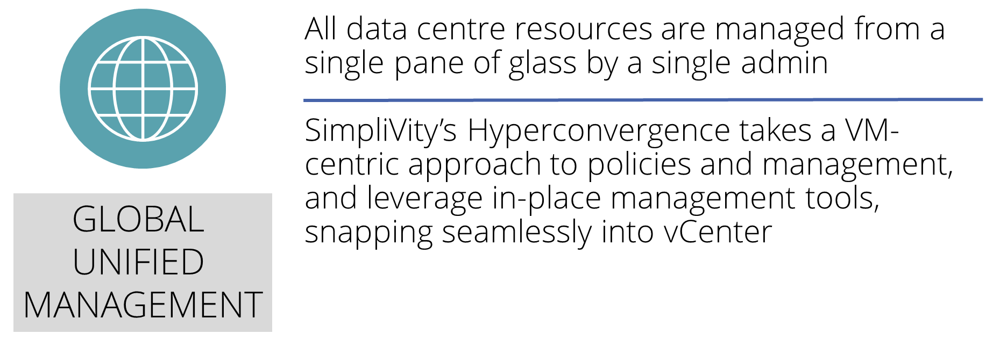 All data centre resources are managed from a
single pane of glass by a single admin
SimpliVity’s Hyperconvergence takes a VM-
centric approach to policies and management,
and leverage in-place management tools,
snapping seamlessly into vCenter
GLOBAL
UNIFIED
MANAGEMENT